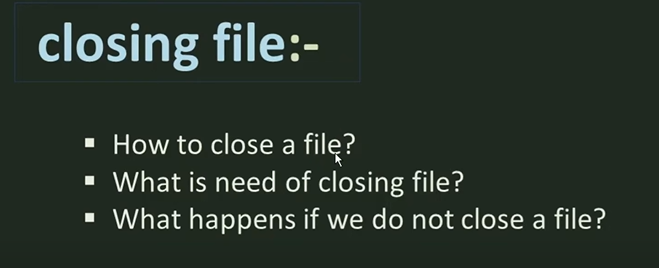 closing file:-
▪ How to close a file?
▪ What is need of closing file?
▪ What happens if we do not close a file?